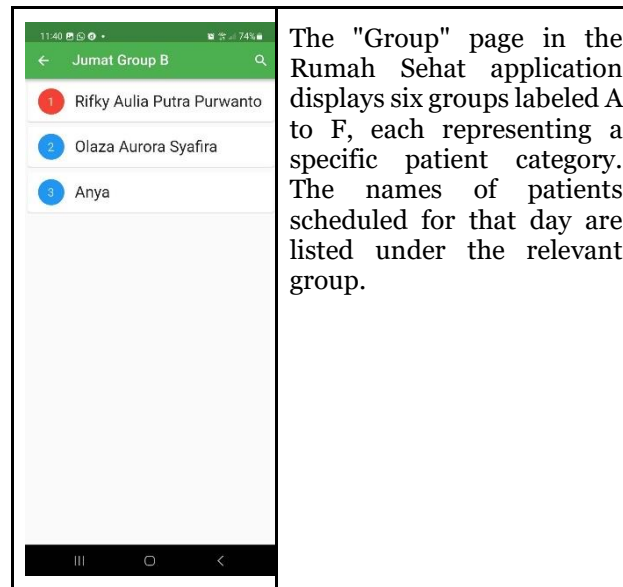 11:40
74%
Jumat Group B
1 Rifky Aulia Putra Purwanto
2 Olaza Aurora Syafira
3 Anya
The "Group" page in the
Rumah Sehat application
displays six groups labeled A
to F, each representing a
specific patient category.
The names of patients
scheduled for that day are
listed under the relevant
group.